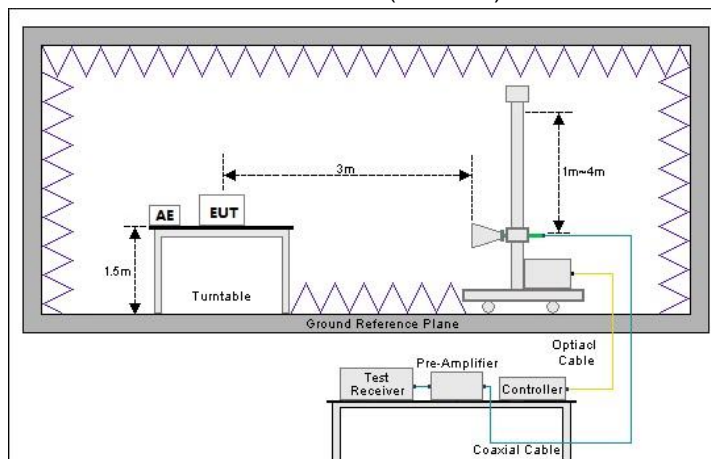 3m
1m~4m
AE
EUT
1.5m
Turntable
Ground Reference Plane
Optiacl
Cable
Pre-Amplifier
Test
Receiver
Controller
Coaxial Cable